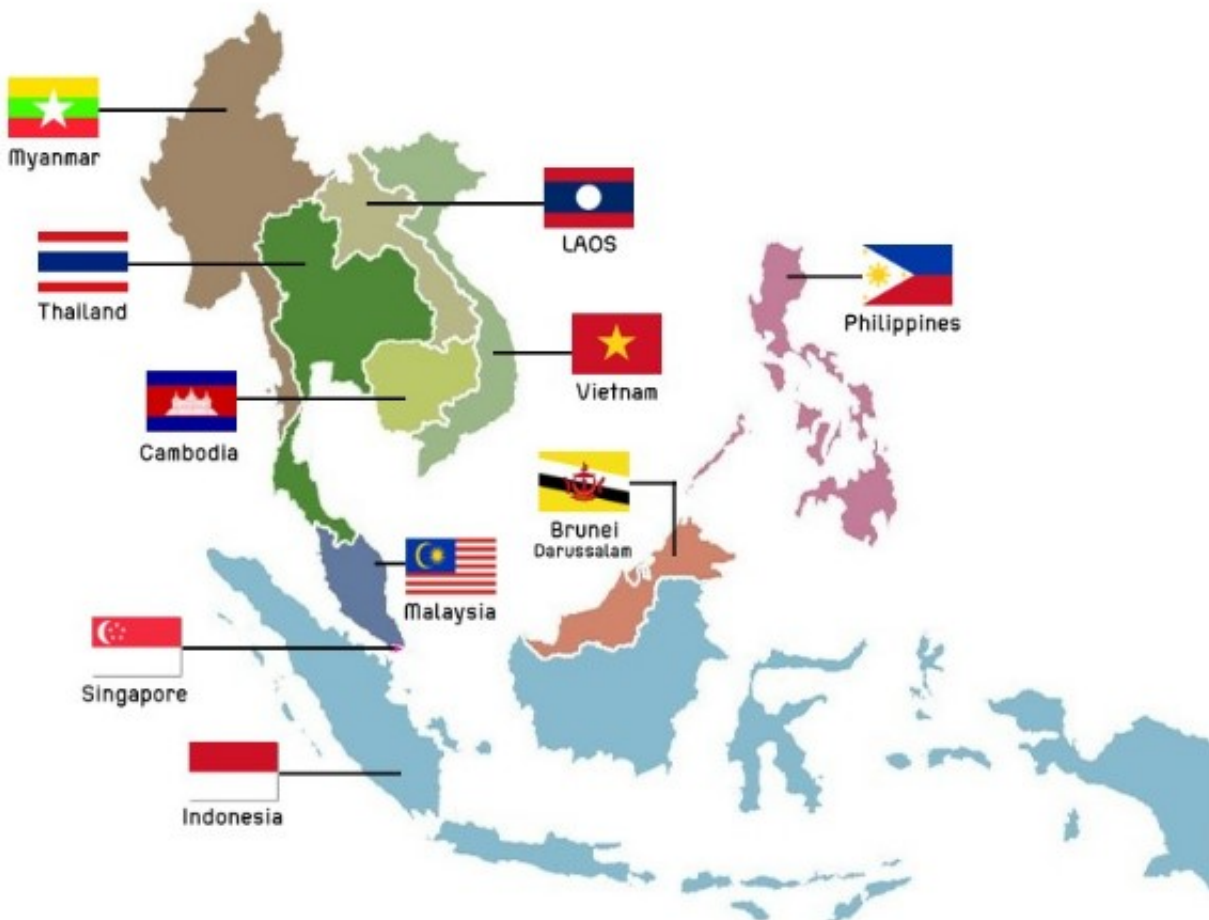 Myanmar
LAOS
Thailand
Philippines
Vietnam
Cambodia
Brunei
Darussalam
Malaysia
Singapore
Indonesia